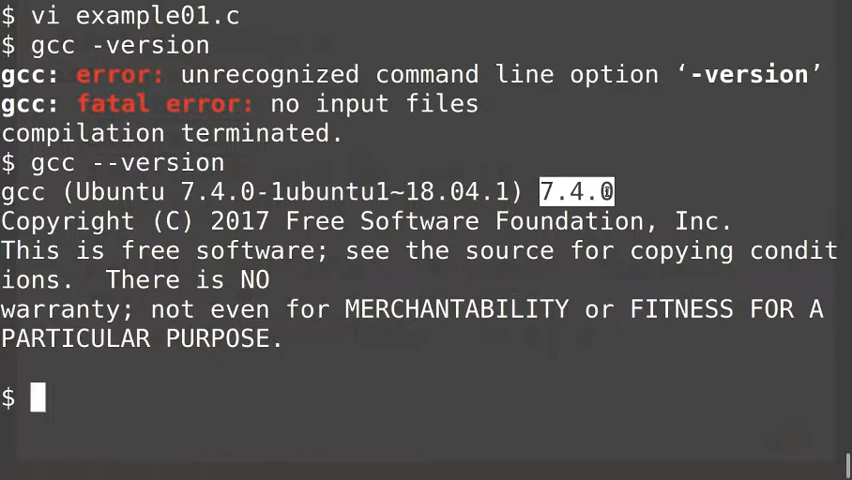 $ vi example01.c
$ gcc -version
gcc: error: unrecognized command line option ‘-version’
gcc: fatal error: no input files
compilation terminated.
$ gcc --version
gcc (Ubuntu 7.4.0-1ubuntu1~18.04.1) 7.4.0
Copyright (C) 2017 Free Software Foundation, Inc.
This is free software; see the source for copying condit
ions.  There is NO
warranty; not even for MERCHANTABILITY or FITNESS FOR A
PARTICULAR PURPOSE.
$